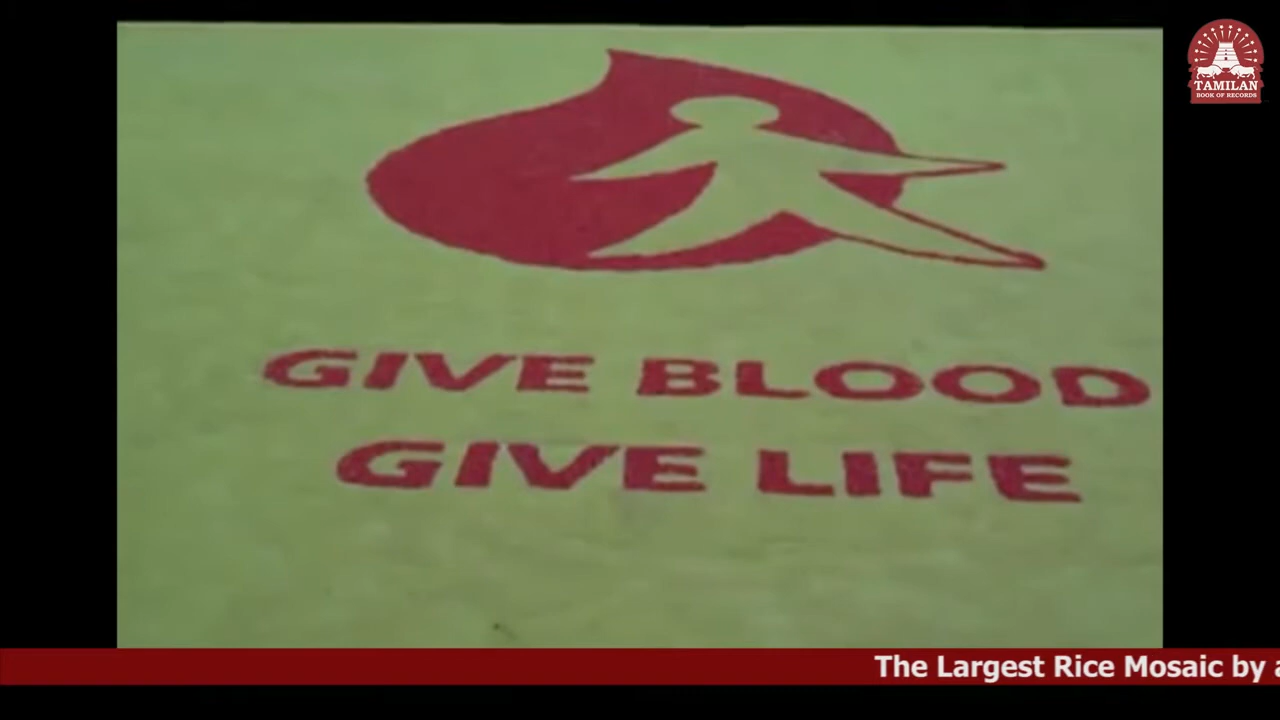 TAMILAN
BOOK OF RECORDS
GIVE BLOOD
GIVE LIFE
The Largest Rice Mosaic by a